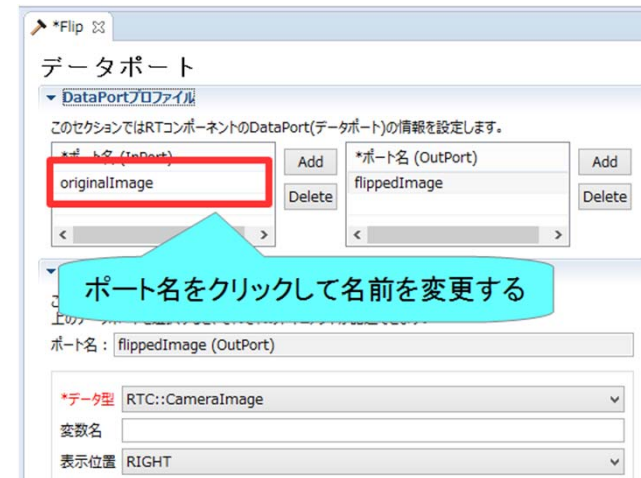 *Flip
データポート
DataPortプロファイル
このセクションではRTコンポーネントのDataPort(データポート)の情報を設定します。
*ポート名 (InPort)
originalImage
Add
Delete
*ポート名 (OutPort)
flippedImage
Add
Delete
ポート名をクリックして名前を変更する
ポート名： flippedImage (OutPort)
*データ型 RTC::CameraImage
変数名
表示位置 RIGHT